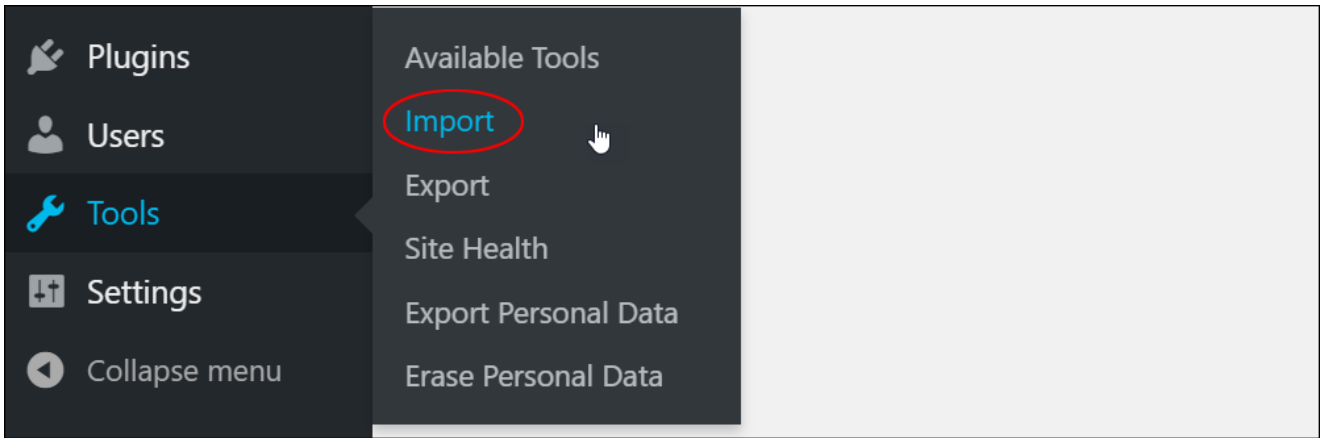 Plugins
Users
Tools
Settings
Collapse menu
Available Tools
Import
Export
Site Health
Export Personal Data
Erase Personal Data